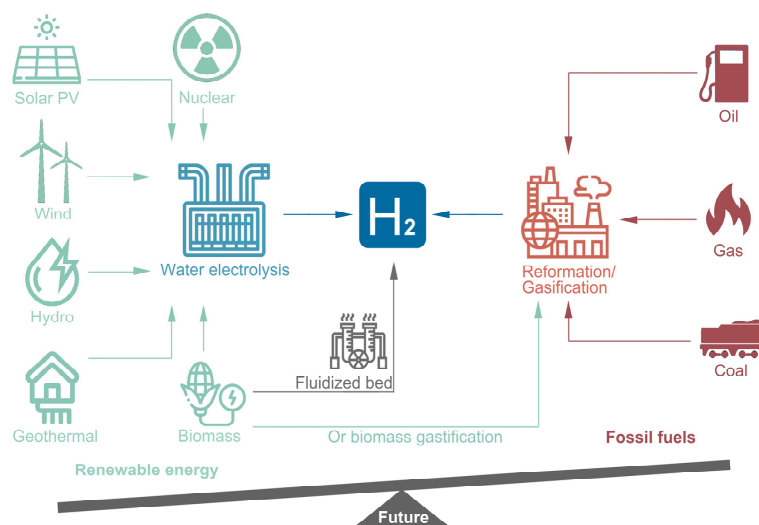 Solar PV
Nuclear
Oil
Wind
H2
Gas
Water electrolysis
Reformation/
Gasification
Hydro
Coal
Fluidized bed
Geothermal
Biomass
Or biomass gastification
Fossil fuels
Renewable energy
Future